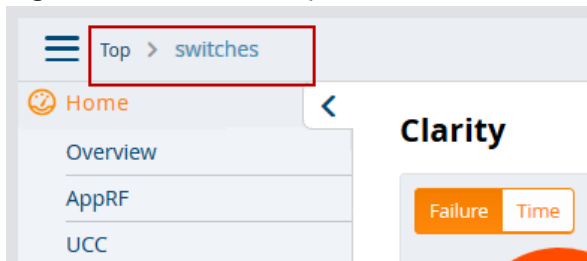 Top > switches
Home
Overview
AppRF
UCC
Clarity
Failure Time